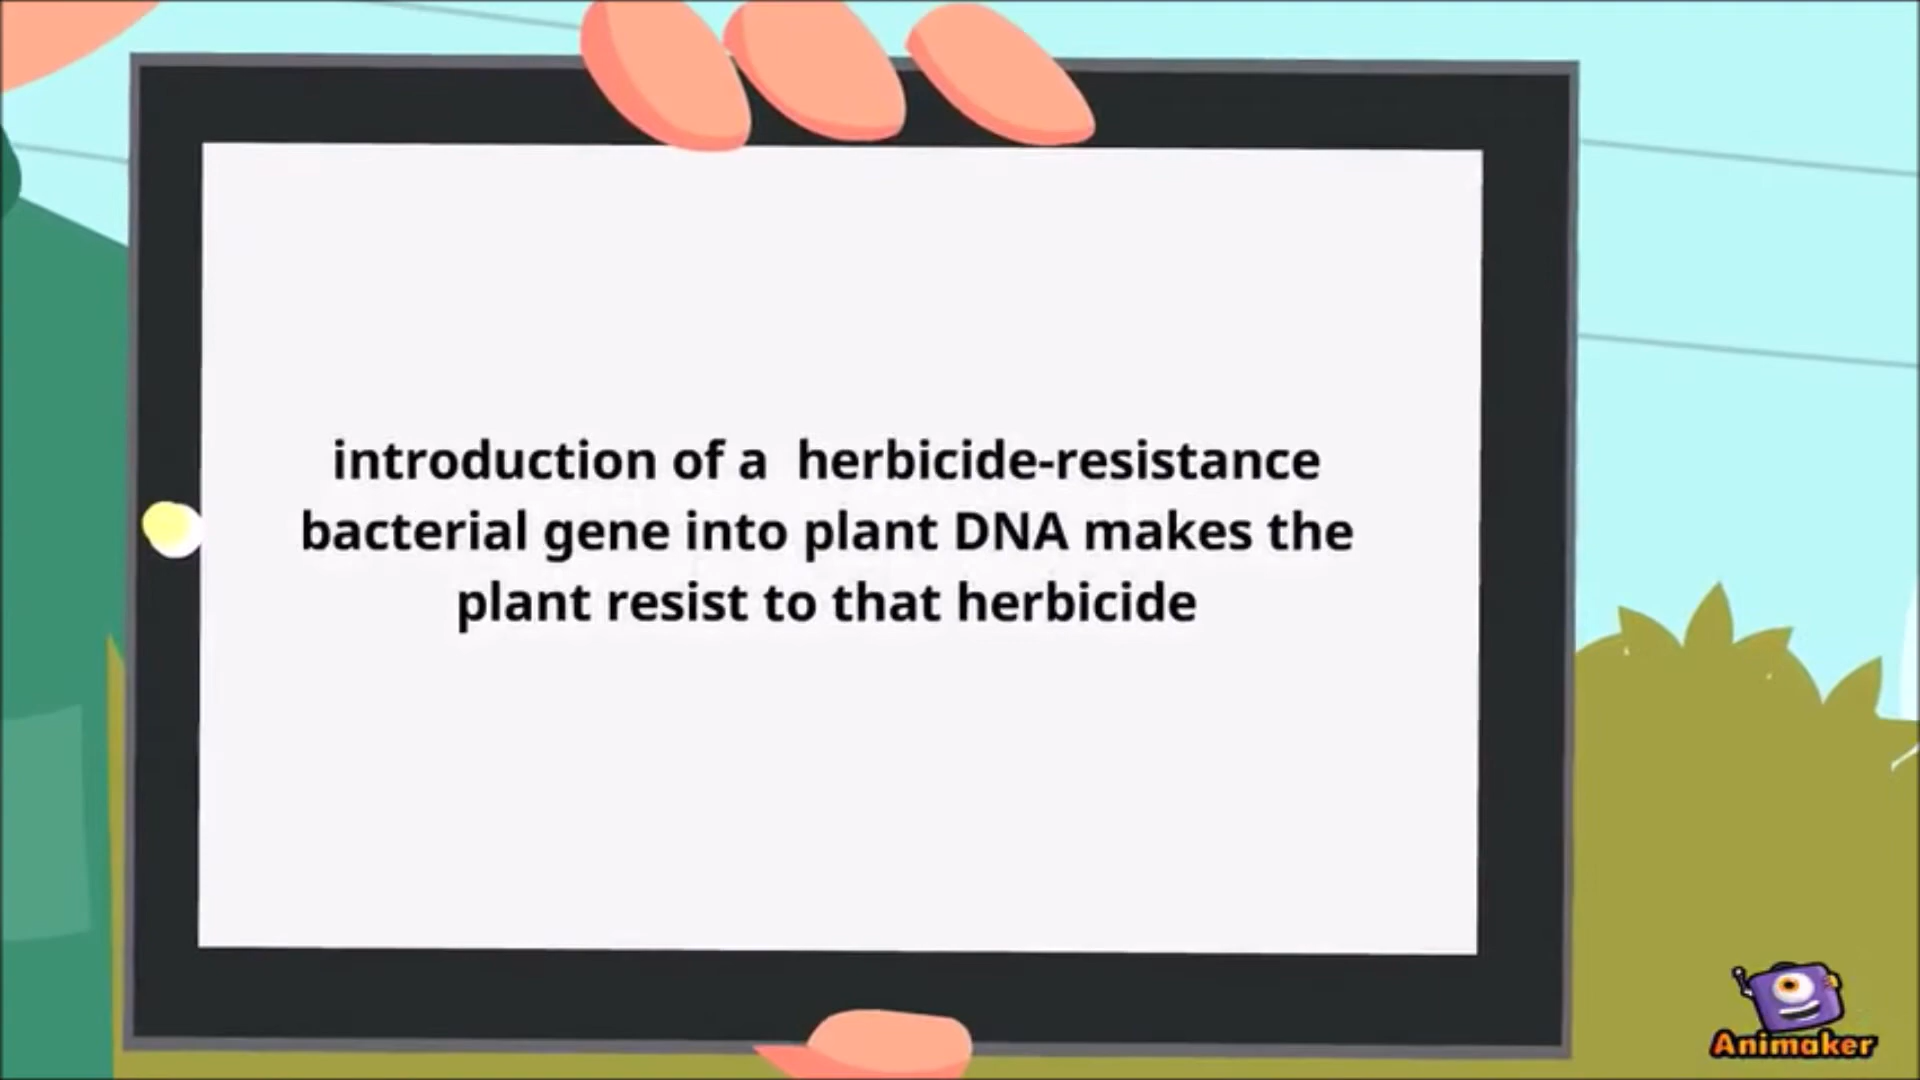 introduction of a  herbicide-resistance
bacterial gene into plant DNA makes the
plant resist to that herbicide
Animaker